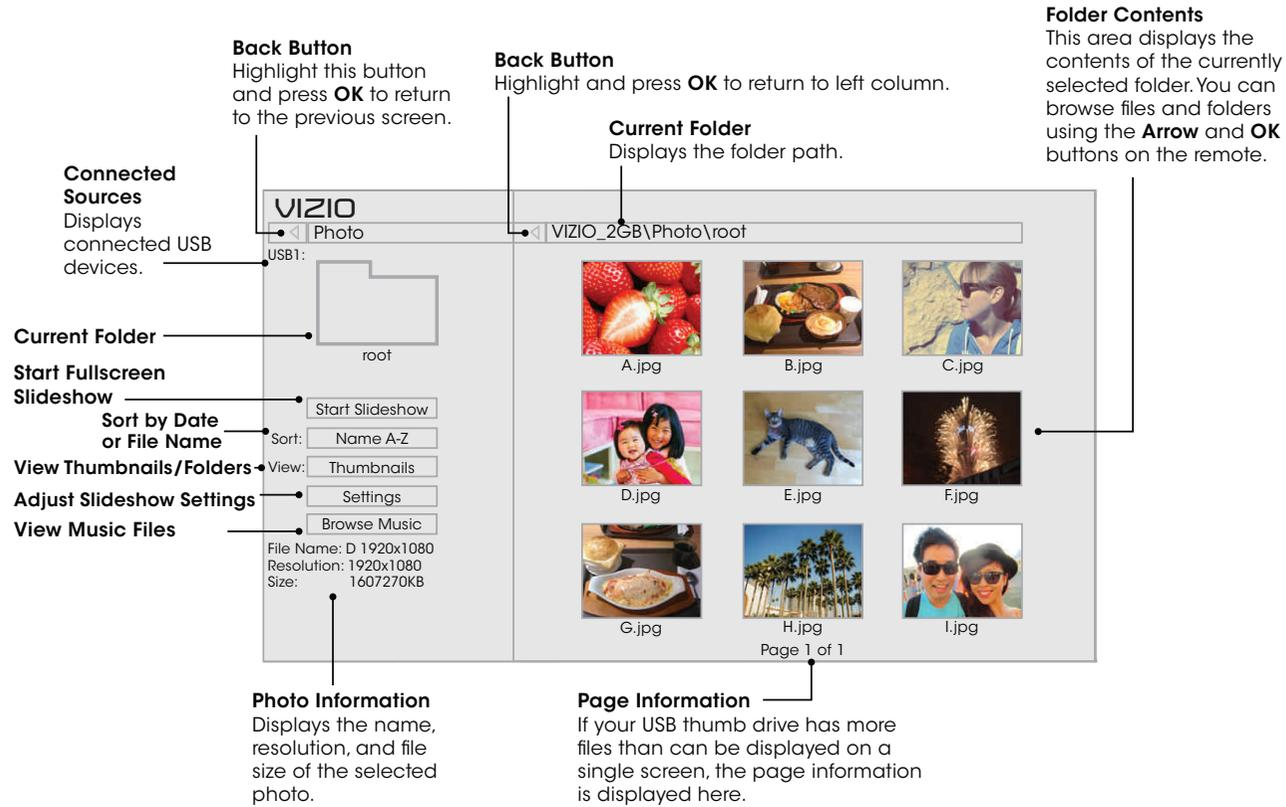 Folder Contents
This area displays the
contents of the currently
selected folder. You can
browse files and folders
using the Arrow and OK
buttons on the remote.
Back Button
Highlight this button
and press OK to return
to the previous screen.
Back Button
Highlight and press OK to return to left column.
Current Folder
Displays the folder path.
Connected
Sources
Displays
connected USB
devices.
VIZIO
Photo
VIZIO_2GB\Photo\root
USB1:
Current Folder
root
Start Fullscreen
Slideshow
Start Slideshow
Sort by Date
or File Name
Sort:
Name A-Z
View Thumbnails/Folders
View:
Thumbnails
Adjust Slideshow Settings
Settings
View Music Files
Browse Music
File Name: D 1920x1080
Resolution: 1920x1080
Size: 1607270KB
A.jpg
B.jpg
C.jpg
D.jpg
E.jpg
F.jpg
G.jpg
H.jpg
I.jpg
Page 1 of 1
Photo Information
Displays the name,
resolution, and file
size of the selected
photo.
Page Information
If your USB thumb drive has more
files than can be displayed on a
single screen, the page information
is displayed here.